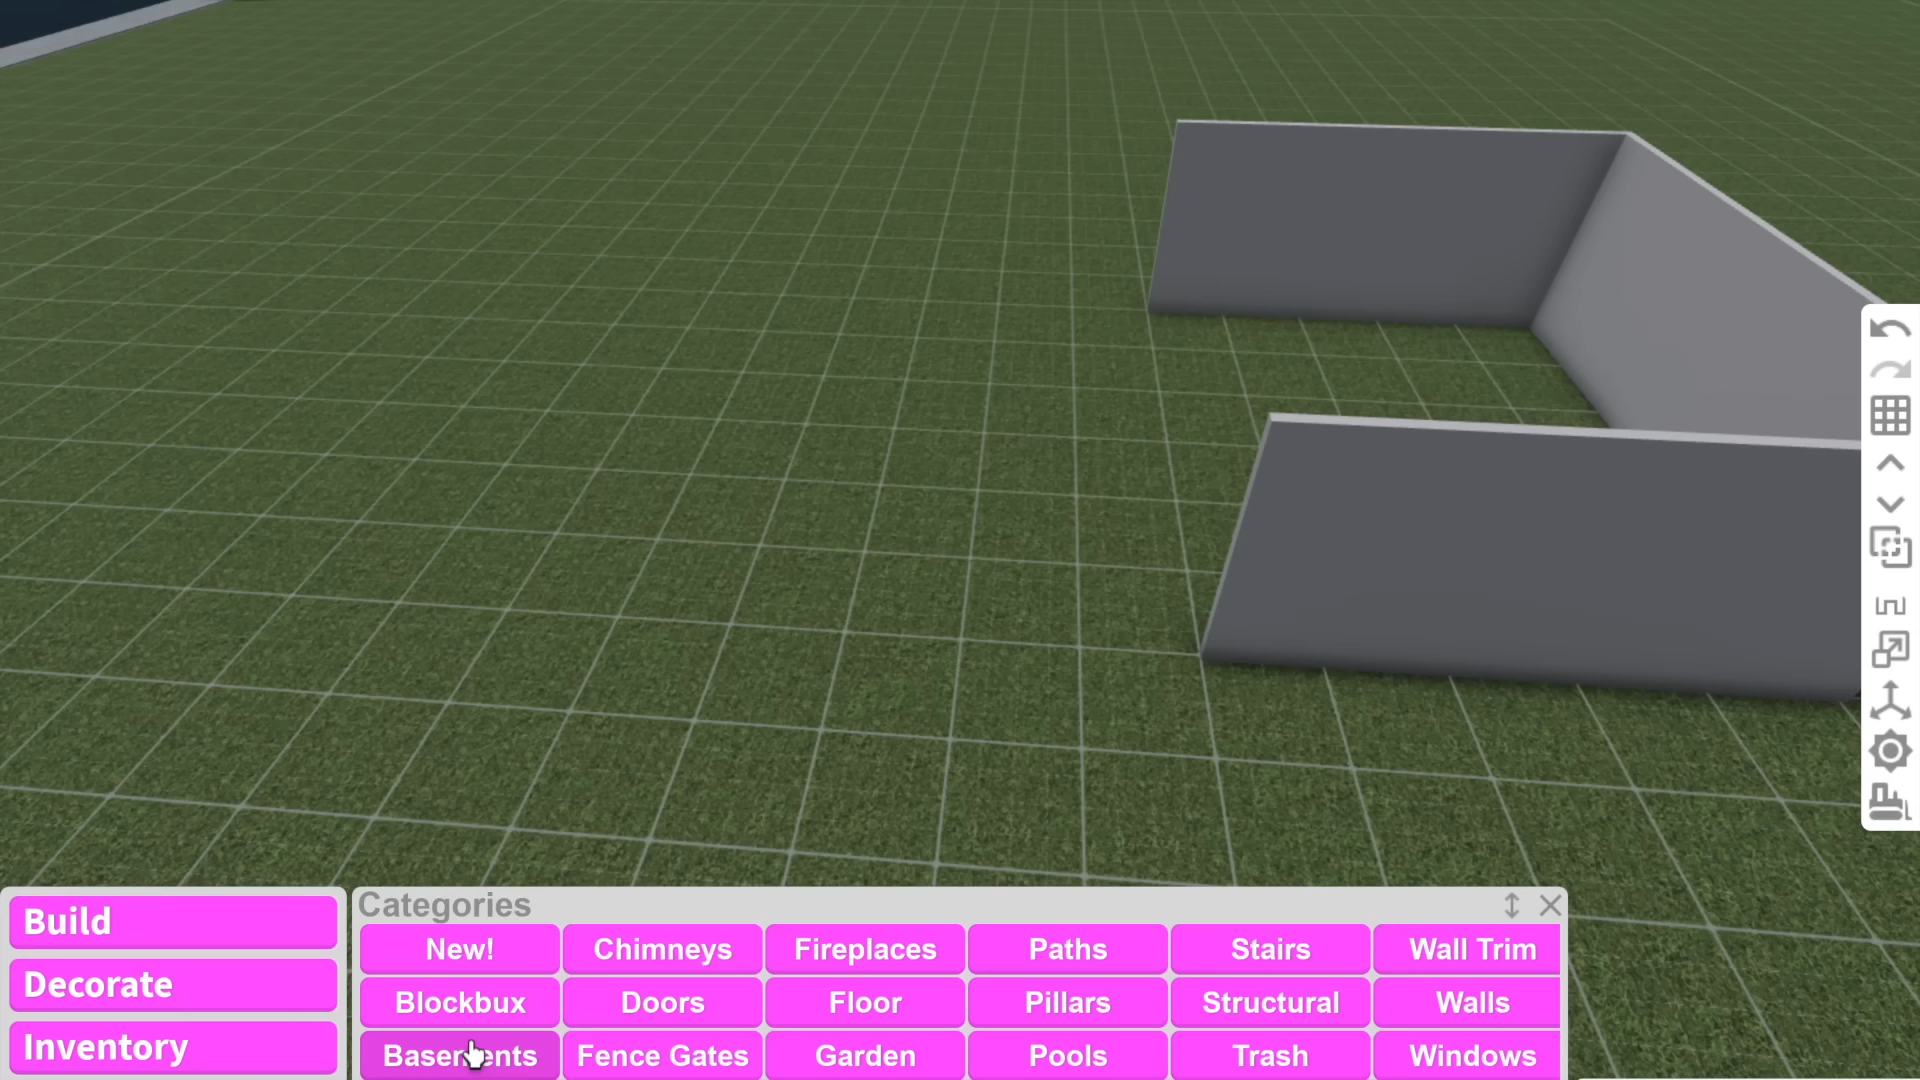 Build
Decorate
Inventory
Categories
New! Chimneys Fireplaces Paths Stairs Wall Trim
Blockbux Doors Floor Pillars Structural Walls
Basements Fence Gates Garden Pools Trash Windows